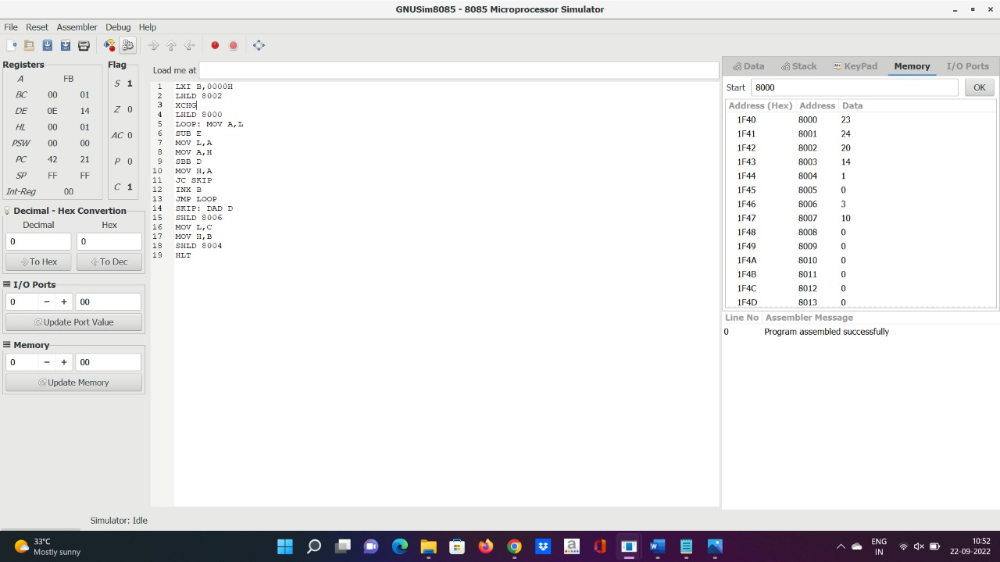 GNUSim8085 - 8085 Microprocessor Simulator
File Reset Assembler Debug Help
Registers
A FB
BC 00 01
DE 0E 14
HL 00 01
PSW 00 00
PC 42 21
SP FF FF
Int-Reg 00
Flag
S 1
Z 0
AC 0
P 0
C 1
Decimal - Hex Convertion
Decimal Hex
0 0
To Hex To Dec
I/O Ports
0 − + 00
Update Port Value
Memory
0 − + 00
Update Memory
Load me at
1 LXI B,0000H
2 LHLD 8002
3 XCHG
4 LHLD 8000
5 LOOP: MOV A,L
6 SUB E
7 MOV L,A
8 MOV A,H
9 SBB D
10 MOV H,A
11 JC SKIP
12 INX B
13 JMP LOOP
14 SKIP: DAD D
15 SHLD 8006
16 MOV L,C
17 MOV H,B
18 SHLD 8004
19 HLT
Data Stack KeyPad Memory I/O Ports
Start 8000 OK
Address (Hex) Address Data
1F40 8000 23
1F41 8001 24
1F42 8002 20
1F43 8003 14
1F44 8004 1
1F45 8005 0
1F46 8006 3
1F47 8007 10
1F48 8008 0
1F49 8009 0
1F4A 8010 0
1F4B 8011 0
1F4C 8012 0
1F4D 8013 0
Line No Assembler Message
0 Program assembled successfully
Simulator: Idle
33°C
Mostly sunny
ENG
IN
10:52
22-09-2022